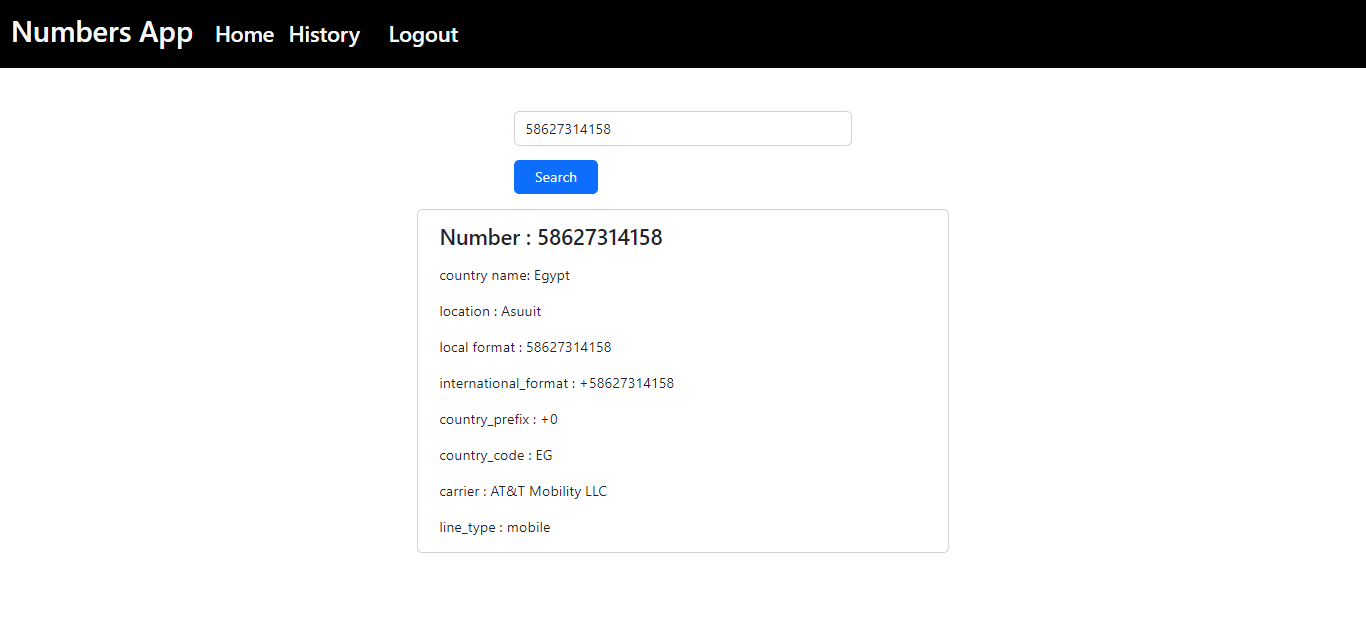 Numbers App Home History Logout
58627314158
Search
Number : 58627314158
country name: Egypt
location : Asuuit
local format : 58627314158
international_format : +58627314158
country_prefix : +0
country_code : EG
carrier : AT&T Mobility LLC
line_type : mobile